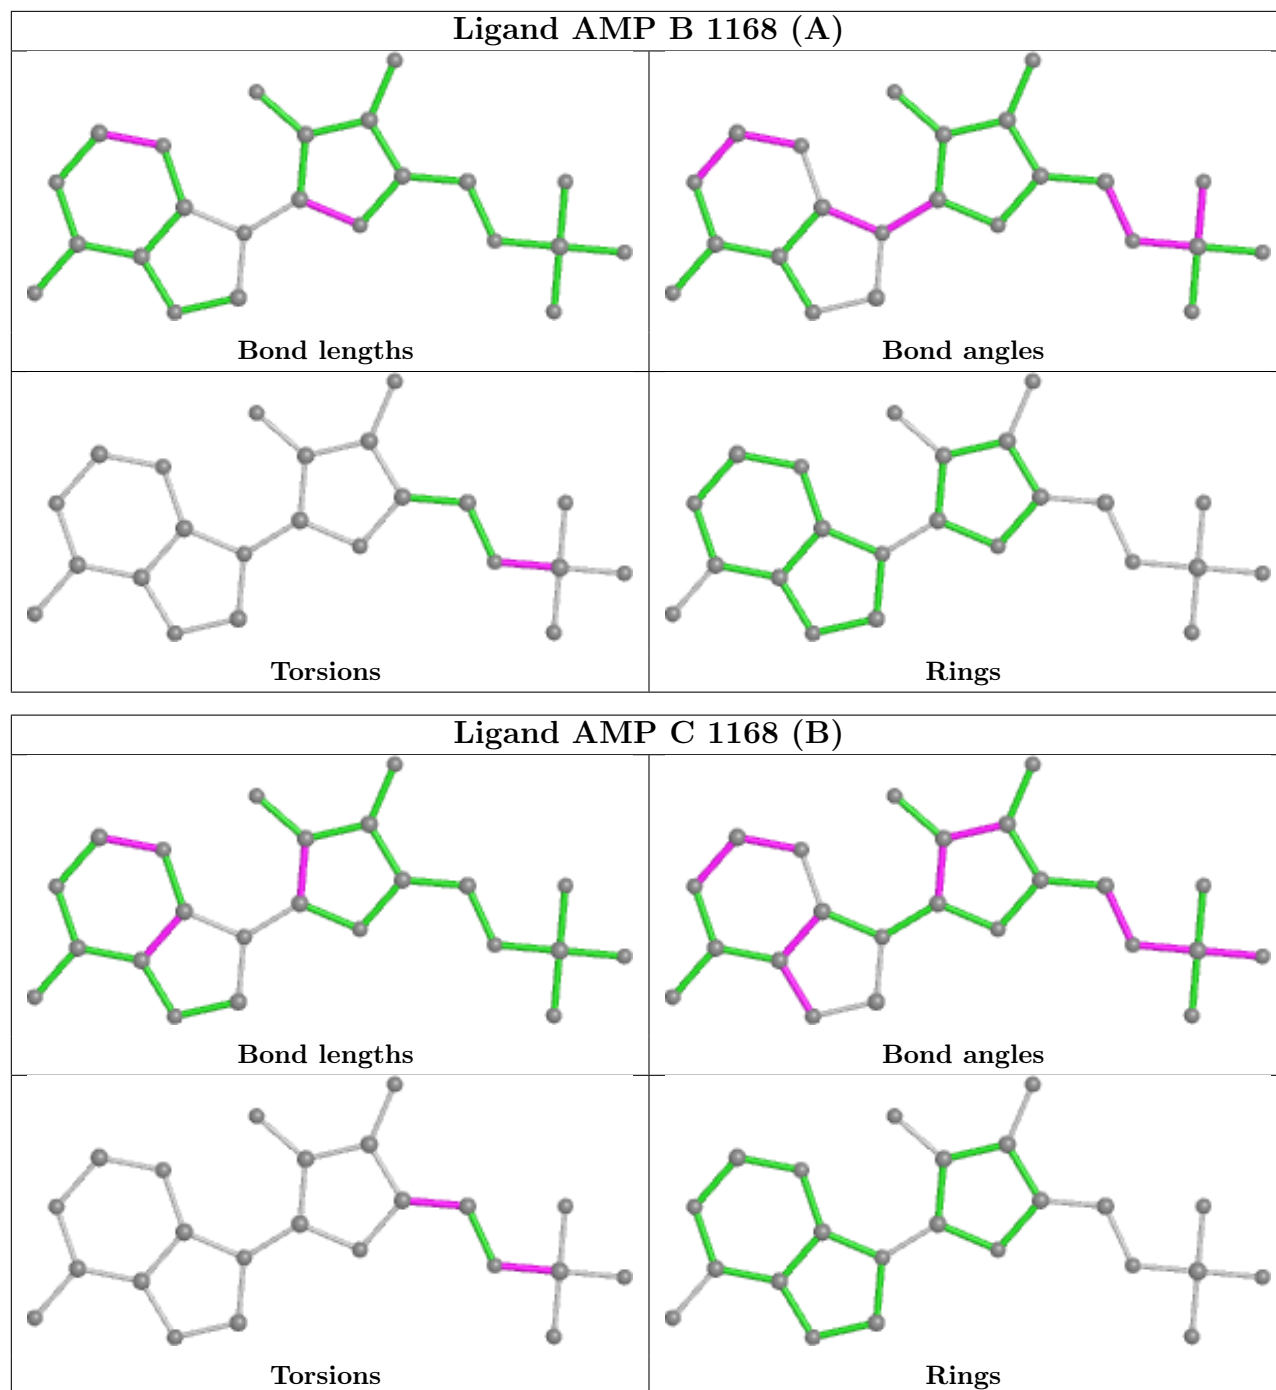 Ligand AMP B 1168 (A)
Bond lengths
Bond angles
Torsions
Rings
Ligand AMP C 1168 (B)
Bond lengths
Bond angles
Torsions
Rings